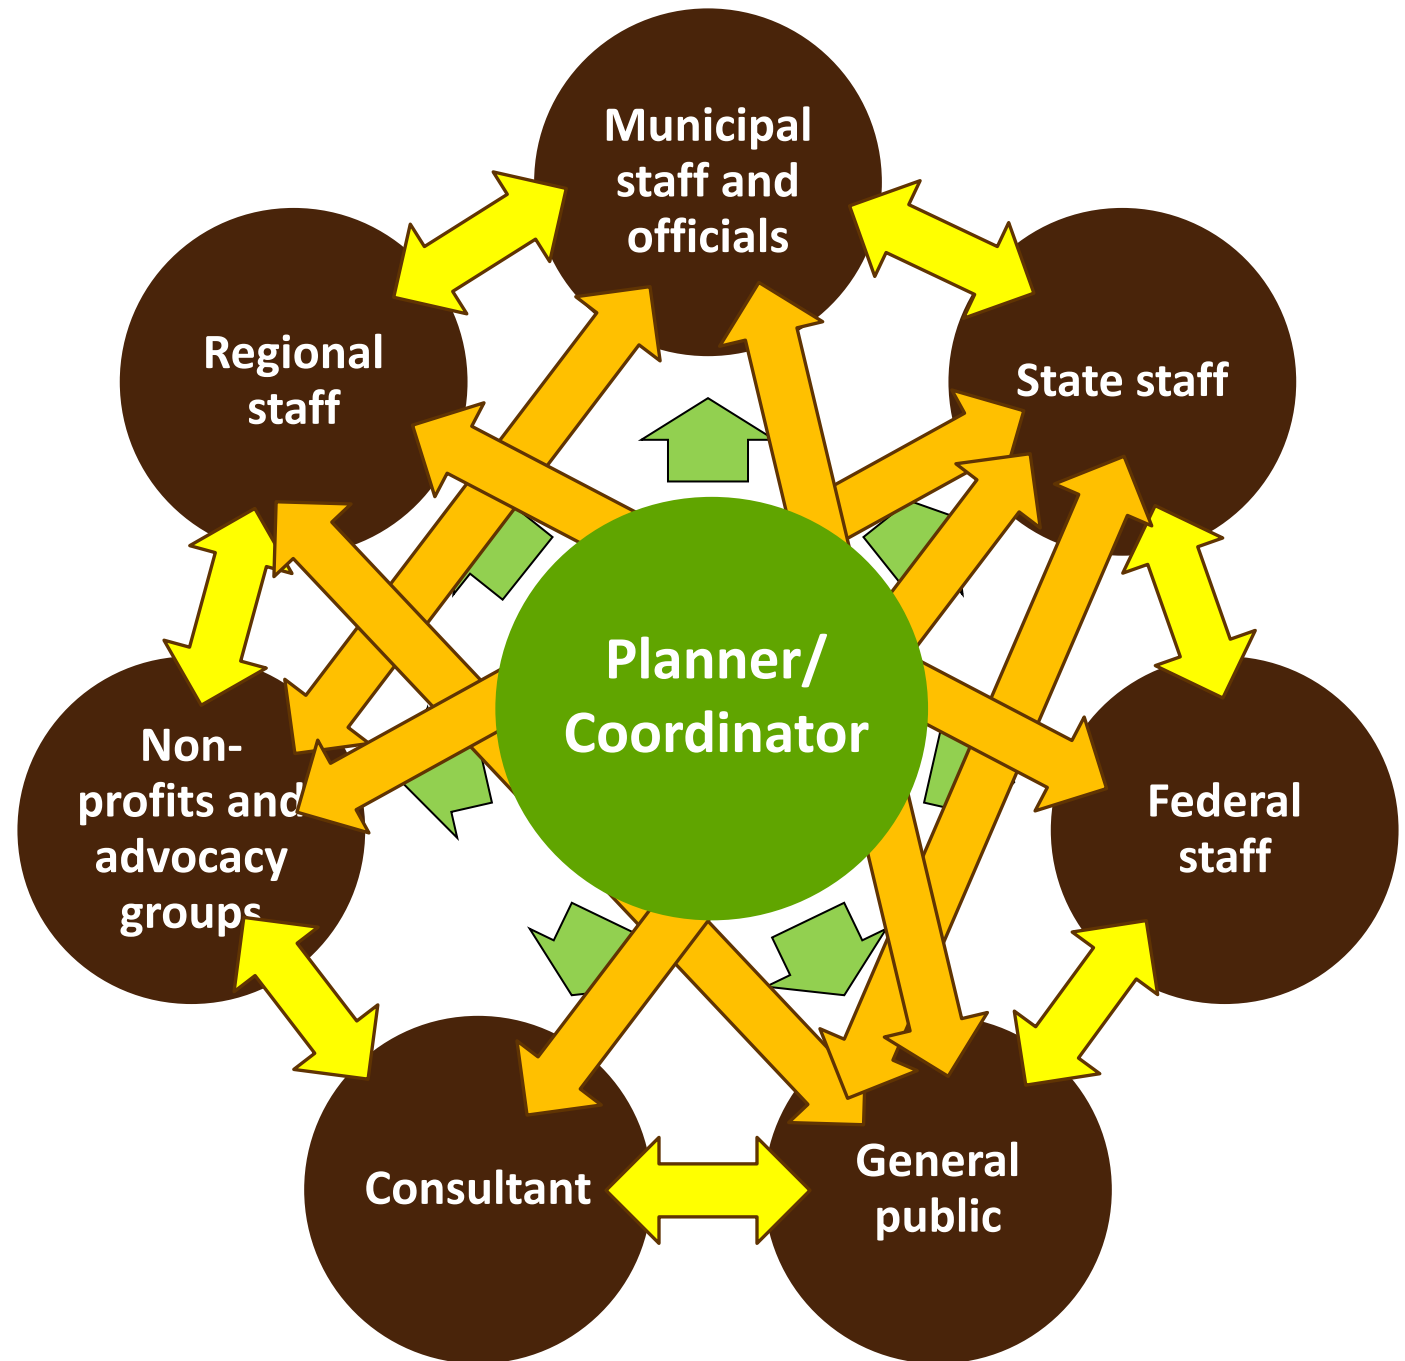 Municipal
staff and
officials
Regional
staff
State staff
Planner/
Coordinator
Non-
profits and
advocacy
groups
Federal
staff
Consultant
General
public